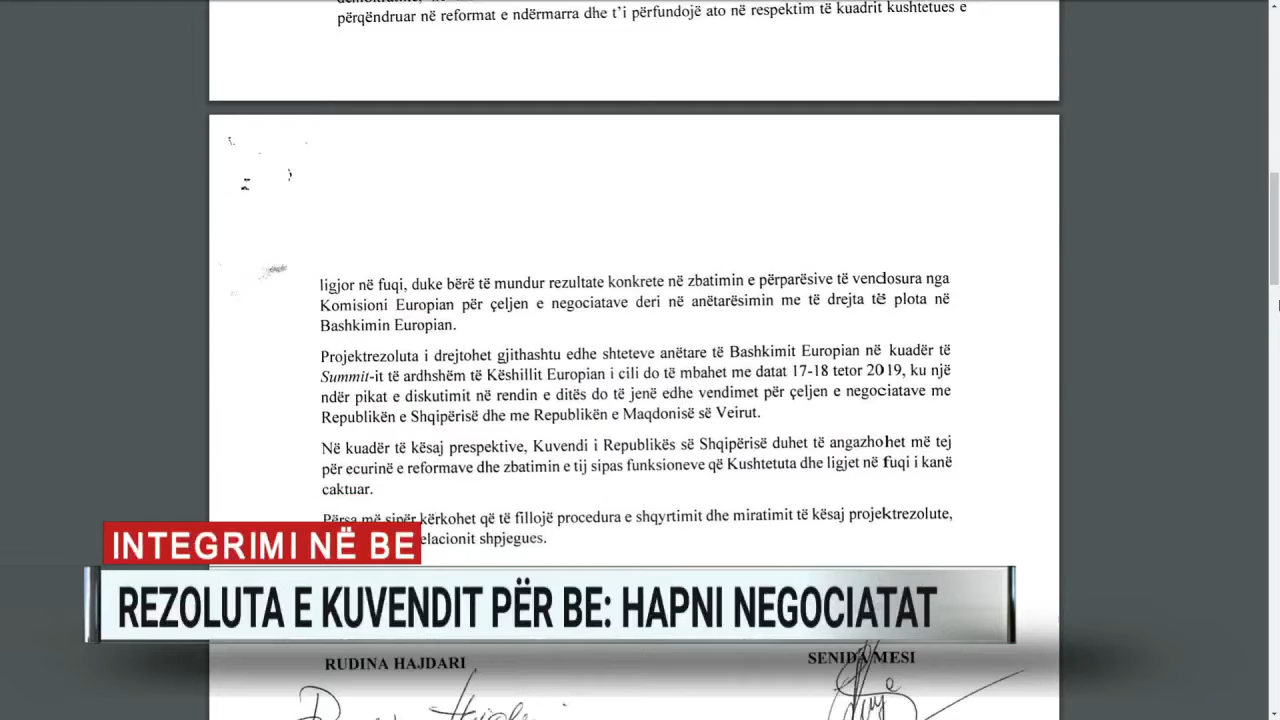 përqëndruar në reformat e ndërmarra dhe t'i përfundojë ato në respektim të kuadrit kushtetues e
ligjor në fuqi, duke bërë të mundur rezultate konkrete në zbatimin e përparësive të vendosura nga
Komisioni Europian për çeljen e negociatave deri në anëtarësimin me të drejta të plota në
Bashkimin Europian.
Projektrezoluta i drejtohet gjithashtu edhe shteteve anëtare të Bashkimit Europian në kuadër të
Summit-it të ardhshëm të Këshillit Europian i cili do të mbahet me datat 17-18 tetor 2019, ku një
ndër pikat e diskutimit në rendin e ditës do të jenë edhe vendimet për çeljen e negociatave me
Republikën e Shqipërisë dhe me Republikën e Maqdonisë së Veirut.
Në kuadër të kësaj prespektive, Kuvendi i Republikës së Shqipërisë duhet të angazhohet më tej
për ecurinë e reformave dhe zbatimin e tij sipas funksioneve që Kushtetuta dhe ligjet në fuqi i kanë
caktuar.
Përsa më sipër kërkohet që të fillojë procedura e shqyrtimit dhe miratimit të kësaj projektrezolute,
shpjegues.
INTEGRIMI NË BE
REZOLUTA E KUVENDIT PËR BE: HAPNI NEGOCIATAT
RUDINA HAJDARI
SENIDA MESI